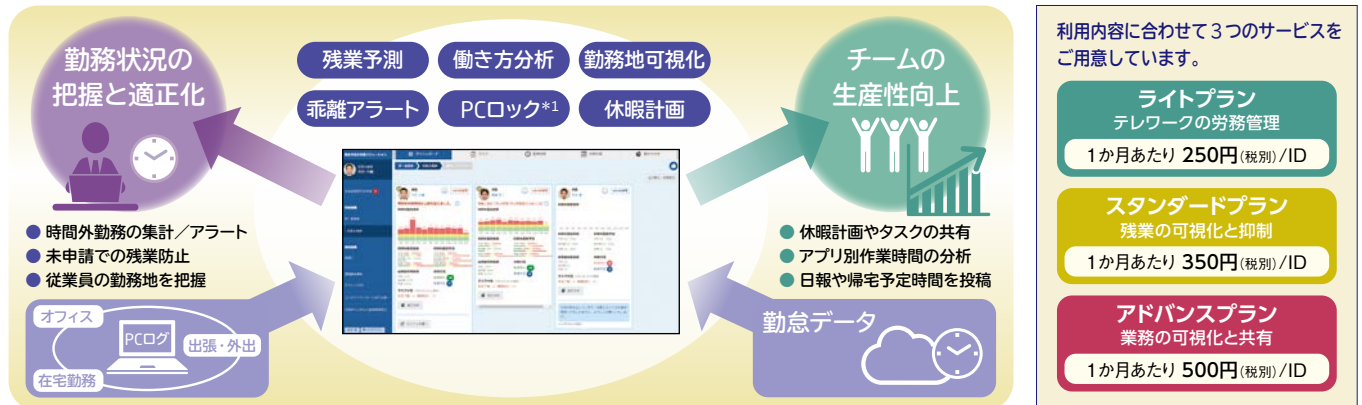 勤務状況の
把握と適正化
残業予測
働き方分析
勤務地可視化
乖離アラート
PCロック*1
休暇計画
チームの
生産性向上
● 時間外勤務の集計／アラート
● 未申請での残業防止
● 従業員の勤務地を把握
● 休暇計画やタスクの共有
● アプリ別作業時間の分析
● 日報や帰宅予定時間を投稿
オフィス
PCログ
出張・外出
在宅勤務
勤怠データ
利用内容に合わせて３つのサービスを
ご用意しています。
ライトプラン
テレワークの労務管理
1か月あたり 250円(税別)/ID
スタンダードプラン
残業の可視化と抑制
1か月あたり 350円(税別)/ID
アドバンスプラン
業務の可視化と共有
1か月あたり 500円(税別)/ID